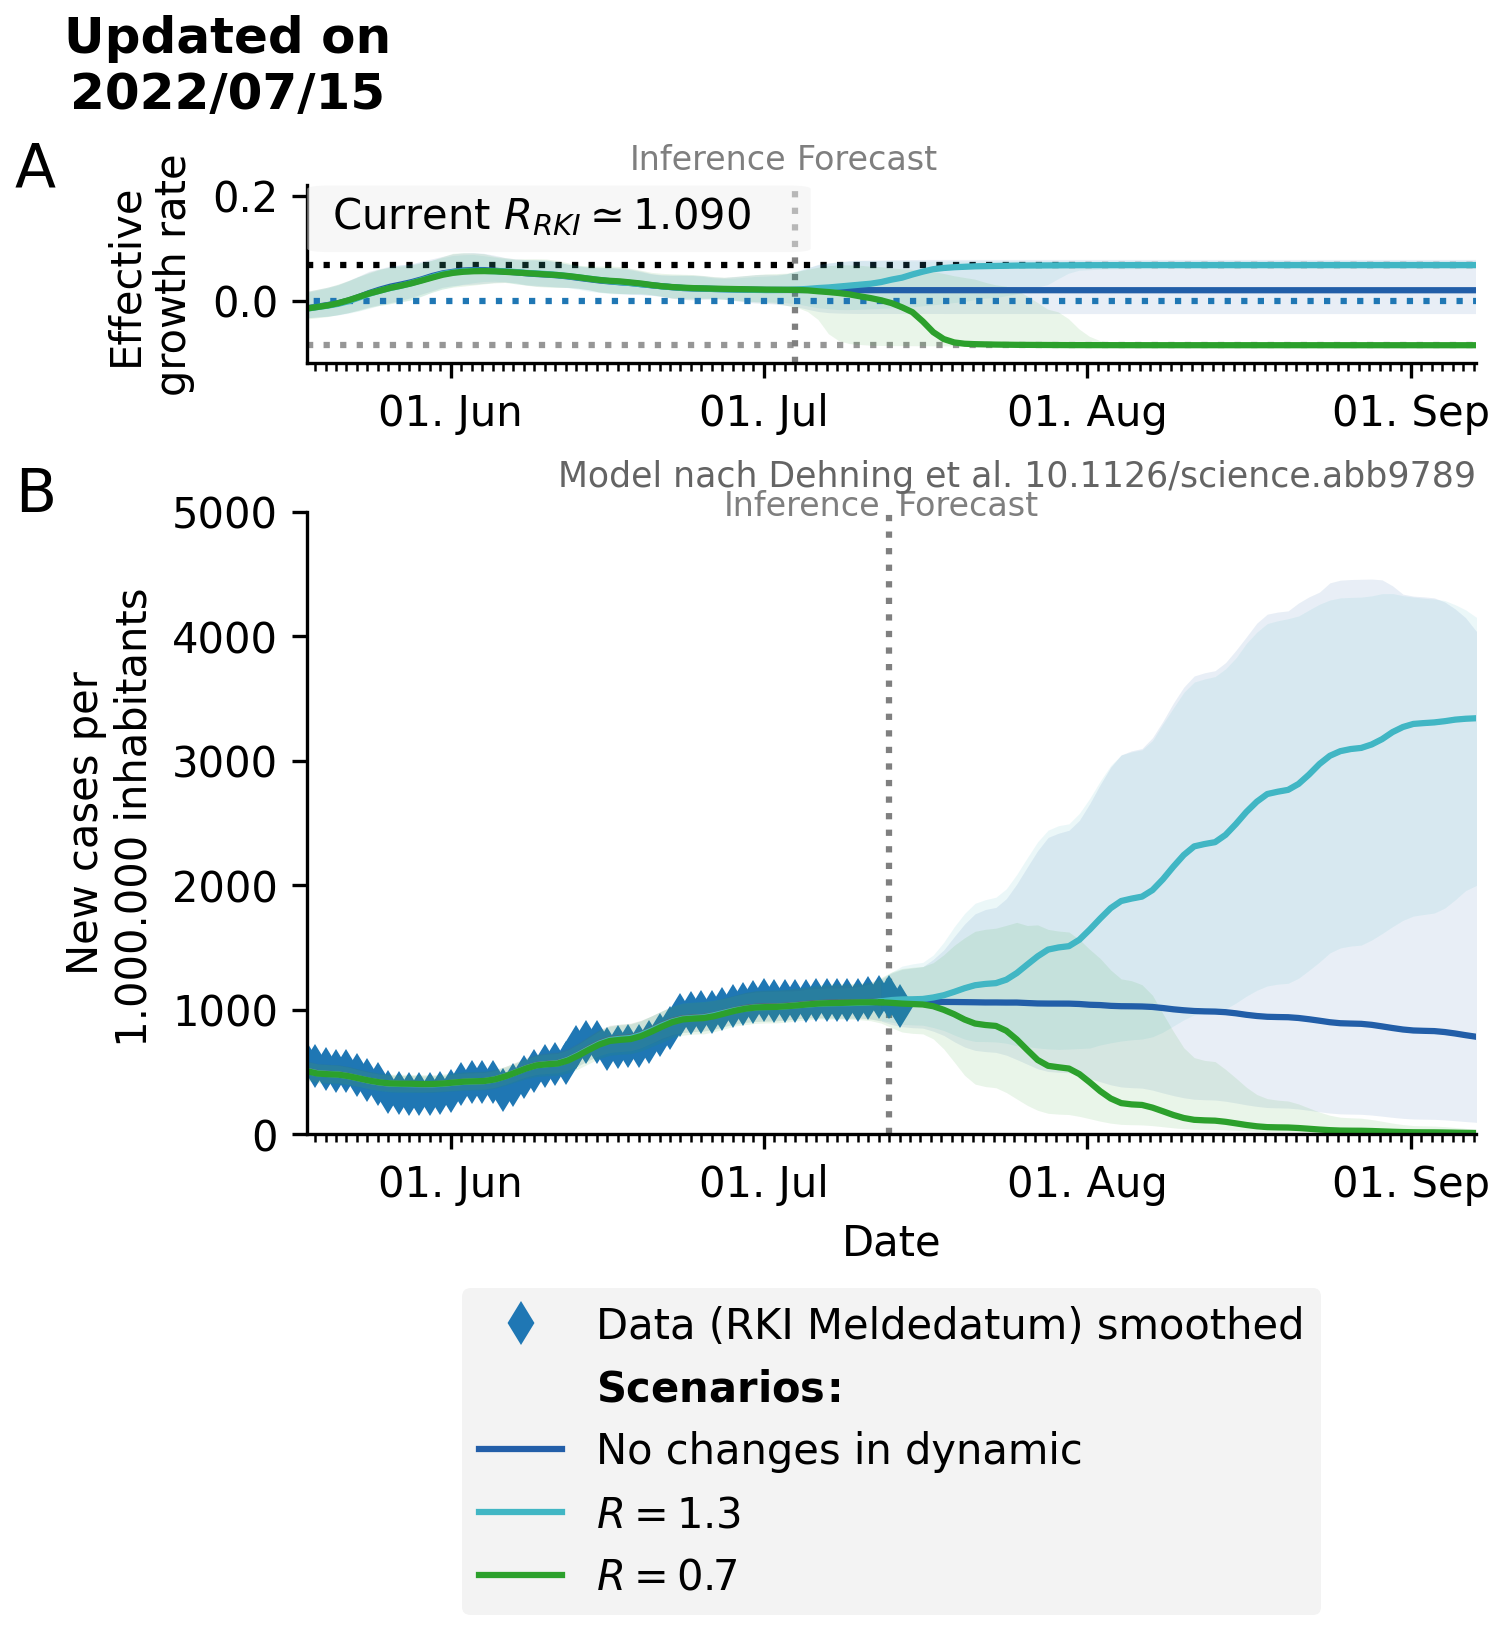 Updated on
2022/07/15
A
Inference Forecast
Effective
growth rate
0.2
0.0
Current R_RKI ≃ 1.090
01. Jun
01. Jul
01. Aug
01. Sep
B
Model nach Dehning et al. 10.1126/science.abb9789
Inference Forecast
New cases per
1.000.000 inhabitants
5000
4000
3000
2000
1000
0
01. Jun
01. Jul
01. Aug
01. Sep
Date
Data (RKI Meldedatum) smoothed
Scenarios:
No changes in dynamic
R = 1.3
R = 0.7